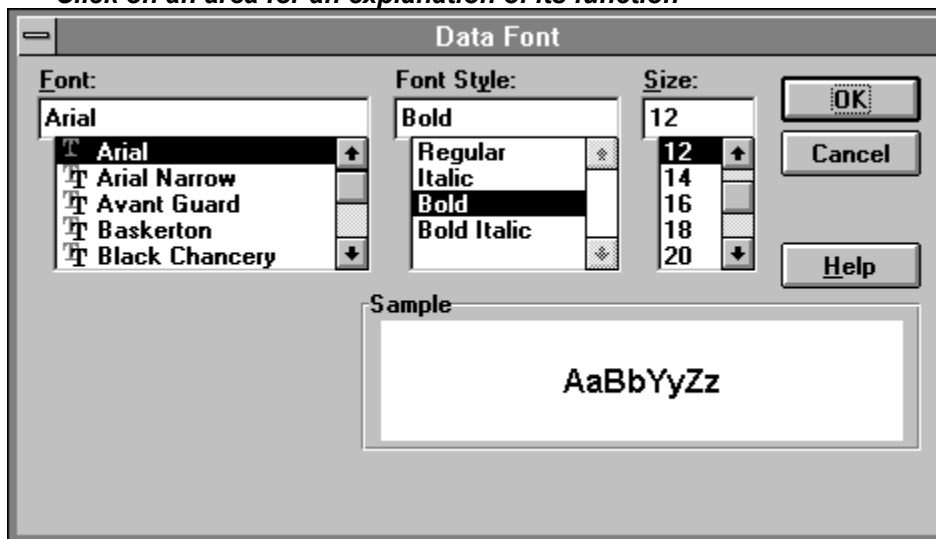 Click on an area for an explanation of its function
Data Font
Font:
Font Style:
Size:
Arial
Bold
12
OK
Cancel
Help
Arial
Arial Narrow
Avant Guard
Baskerton
Black Chancery
Regular
Italic
Bold
Bold Italic
12
14
16
18
20
Sample
AaBbYyZz